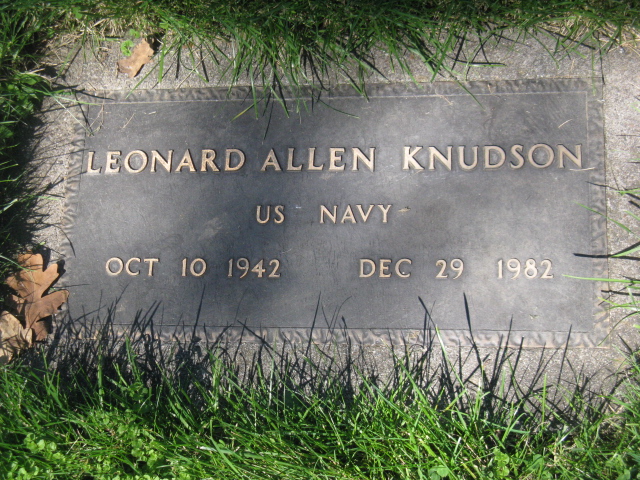 LEONARD ALLEN KNUDSON
US NAVY
OCT 10 1942 DEC 29 1982